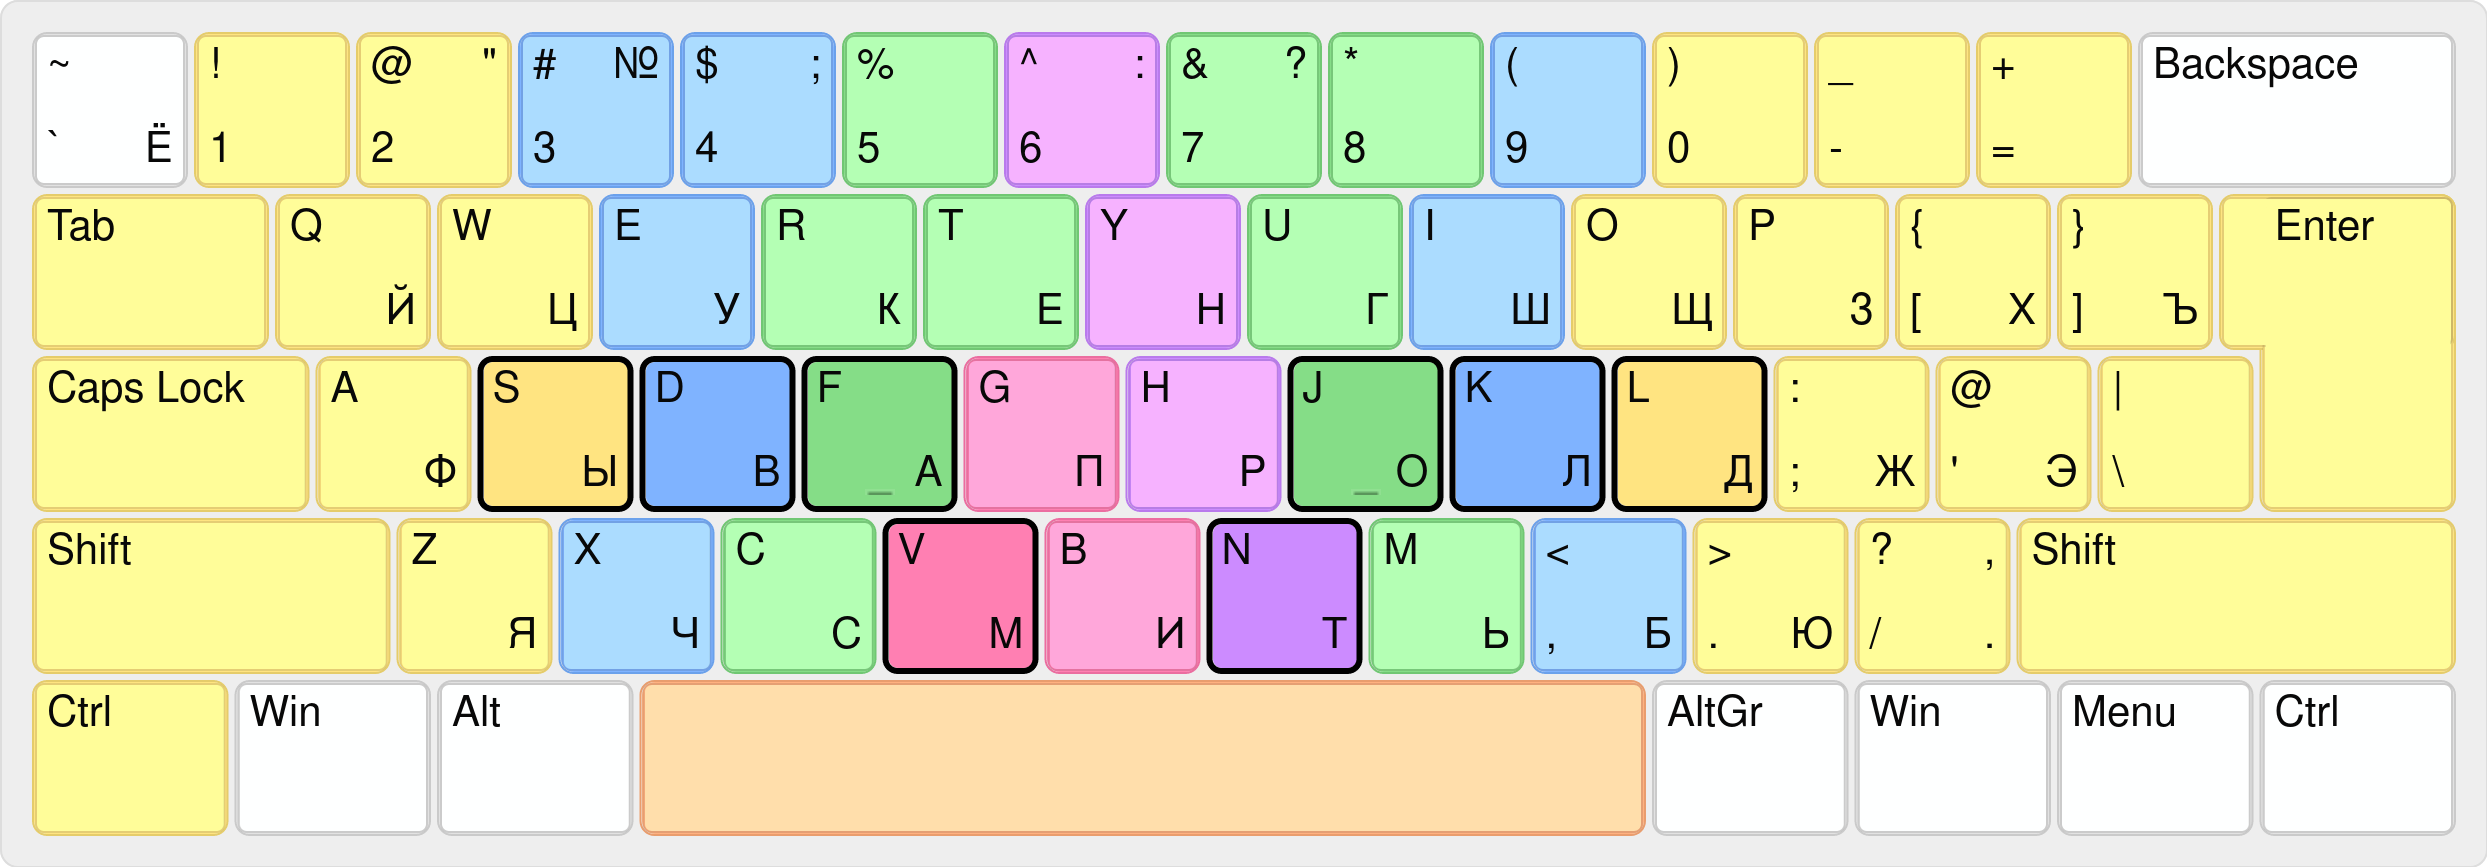 ~ ! @ " # № $ ; % ^ : & ? * ( ) _ + Backspace
` Ё 1 2 3 4 5 6 7 8 9 0 - =
Tab Q W E R T Y U I O P { } Enter
Й Ц У К Е Н Г Ш Щ З [ Х ] Ъ
Caps Lock A S D F G H J K L : @ |
Ф Ы В _ А П Р _ О Л Д ; Ж ' Э \
Shift Z X C V B N M < > ? , Shift
Я Ч С М И Т Ь , Б . Ю / .
Ctrl Win Alt AltGr Win Menu Ctrl